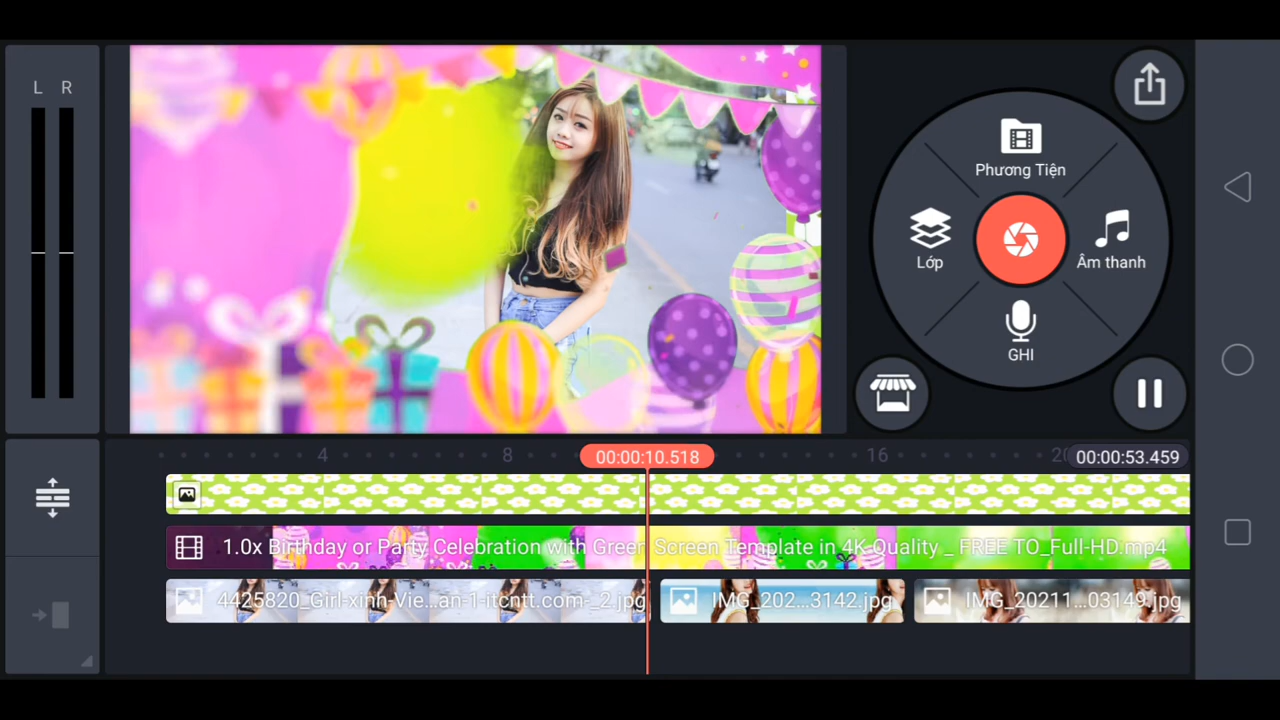 L R
Phương Tiện
Lớp
Âm thanh
GHI
4
8
00:00:10.518
16
00:00:53.459
1.0x Birthday or Party Celebration with Green Screen Template in 4K Quality _ FREE TO_Full-HD.mp4
4425820_Girl-xinh-Vie...an-1-itcntt.com-_2.jpg
IMG_202...3142.jpg
IMG_20211...03149.jpg